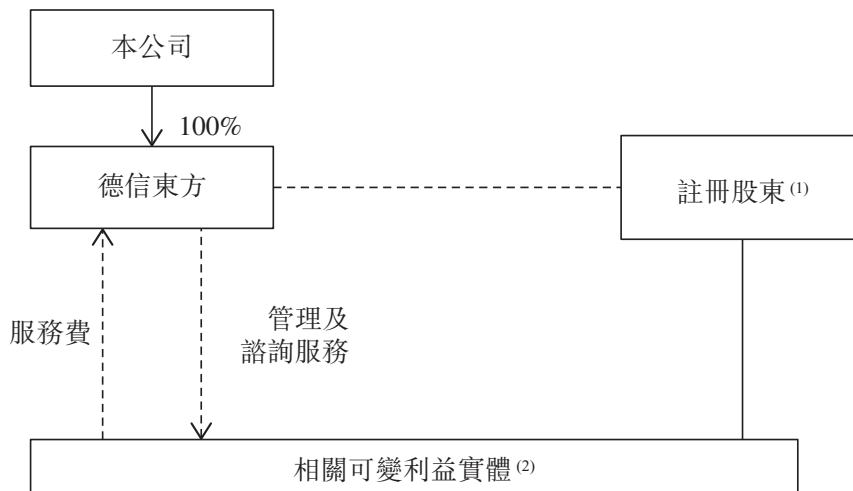 本公司
100%
德信東方
註冊股東(1)
服務費
管理及
諮詢服務
相關可變利益實體(2)